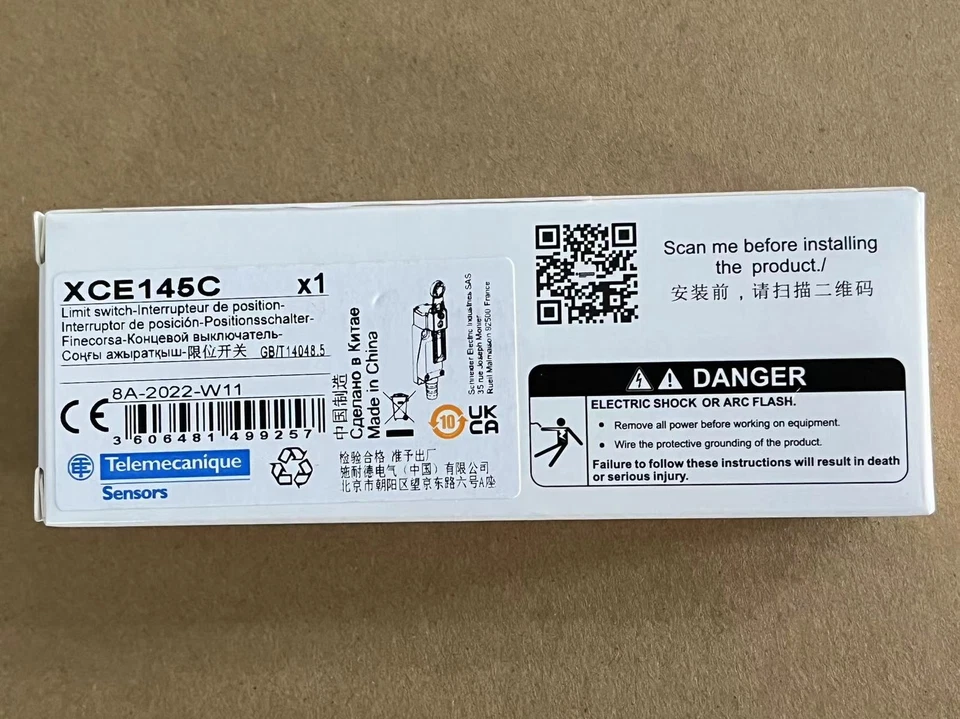 XCE145C x1
Limit switch-Interrupteur de position-
Interruptor de posición-Positionsschalter-
Finecorsa-Концевой выключатель-
Соңғы ажыратқыш-限位开关 GB/T14048.5
8A-2022-W11
CE
3 606481 499257
Telemecanique
Sensors
中国制造
Сделано в Китае
Made in China
Schneider Electric Industries SAS
35 rue Joseph Monier
Rueil Malmaison 92500 France
10
UK
CA
检验合格 准予出厂
施耐德电气（中国）有限公司
北京市朝阳区望京东路六号A座
Scan me before installing
the product./
安装前，请扫描二维码
DANGER
ELECTRIC SHOCK OR ARC FLASH.
• Remove all power before working on equipment.
• Wire the protective grounding of the product.
Failure to follow these instructions will result in death
or serious injury.